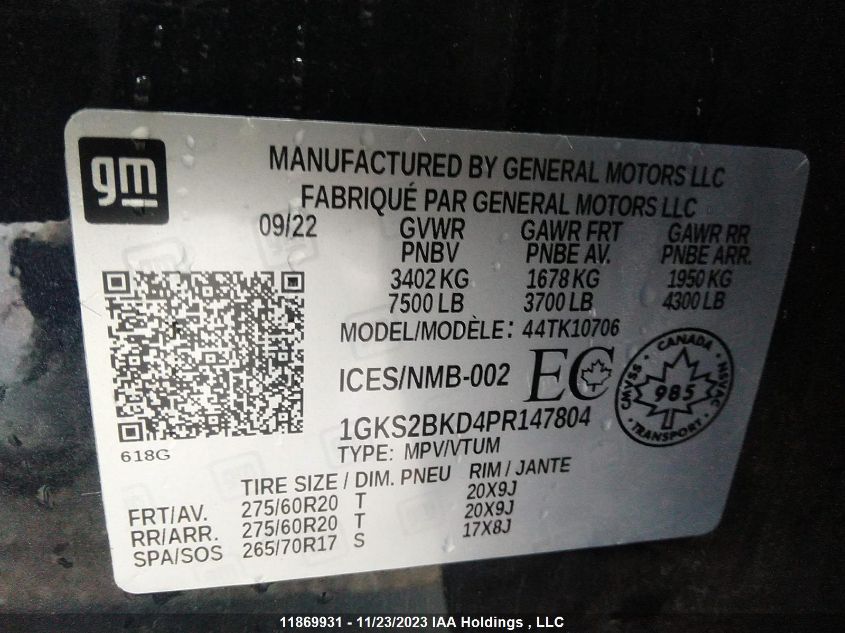 gm
MANUFACTURED BY GENERAL MOTORS LLC
FABRIQUÉ PAR GENERAL MOTORS LLC
09/22 GVWR GAWR FRT GAWR RR
PNBV PNBE AV. PNBE ARR.
3402 KG 1678 KG 1950 KG
7500 LB 3700 LB 4300 LB
MODEL/MODÈLE: 44TK10706
ICES/NMB-002 EC
CANADA
CMVSS 985 NSVAC
TRANSPORT
1GKS2BKD4PR147804
618G TYPE: MPV/VTUM
TIRE SIZE / DIM. PNEU RIM / JANTE
FRT/AV. 275/60R20 T 20X9J
RR/ARR. 275/60R20 T 20X9J
SPA/SOS 265/70R17 S 17X8J
11869931 - 11/23/2023 IAA Holdings , LLC